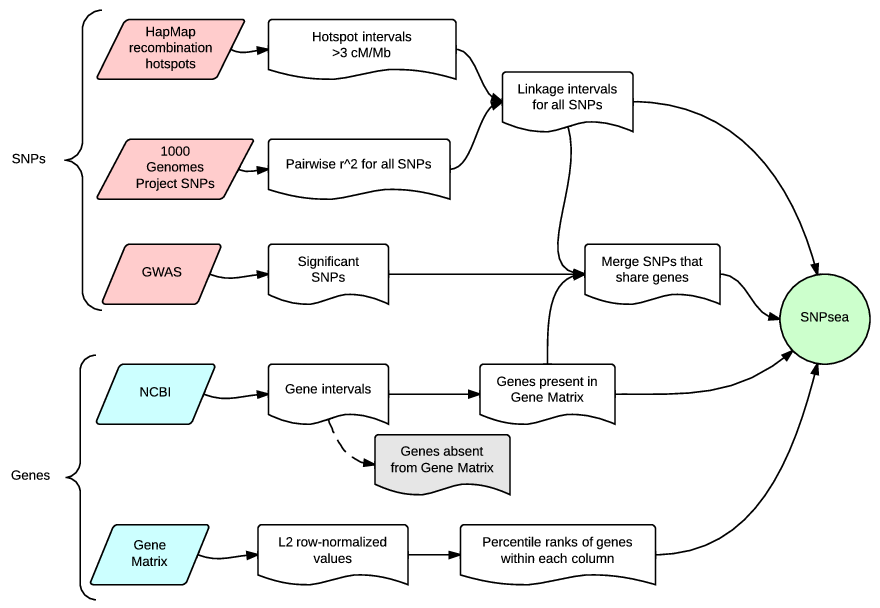 SNPs
HapMap
recombination
hotspots
Hotspot intervals
>3 cM/Mb
Linkage intervals
for all SNPs
1000
Genomes
Project SNPs
Pairwise r^2 for all SNPs
GWAS
Significant
SNPs
Merge SNPs that
share genes
SNPsea
Genes
NCBI
Gene intervals
Genes present in
Gene Matrix
Genes absent
from Gene Matrix
Gene
Matrix
L2 row-normalized
values
Percentile ranks of genes
within each column